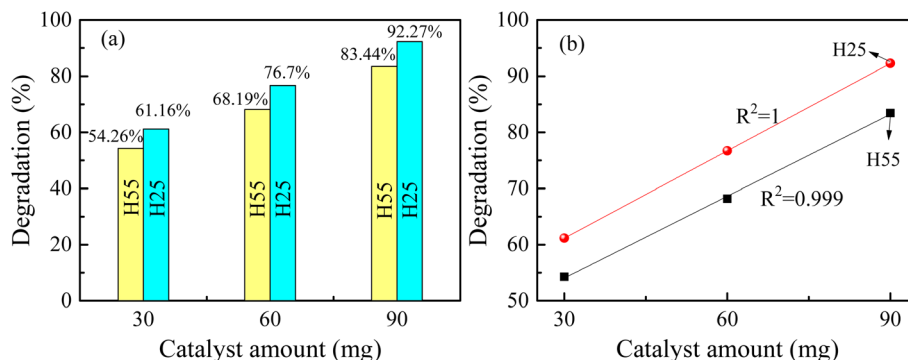 (a)
100
80
60
40
20
0
Degradation (%)
54.26%
61.16%
68.19%
76.7%
83.44%
92.27%
H55
H25
H55
H25
H55
H25
30
60
90
Catalyst amount (mg)
(b)
100
90
80
70
60
50
Degradation (%)
H25
R²=1
H55
R²=0.999
30
60
90
Catalyst amount (mg)